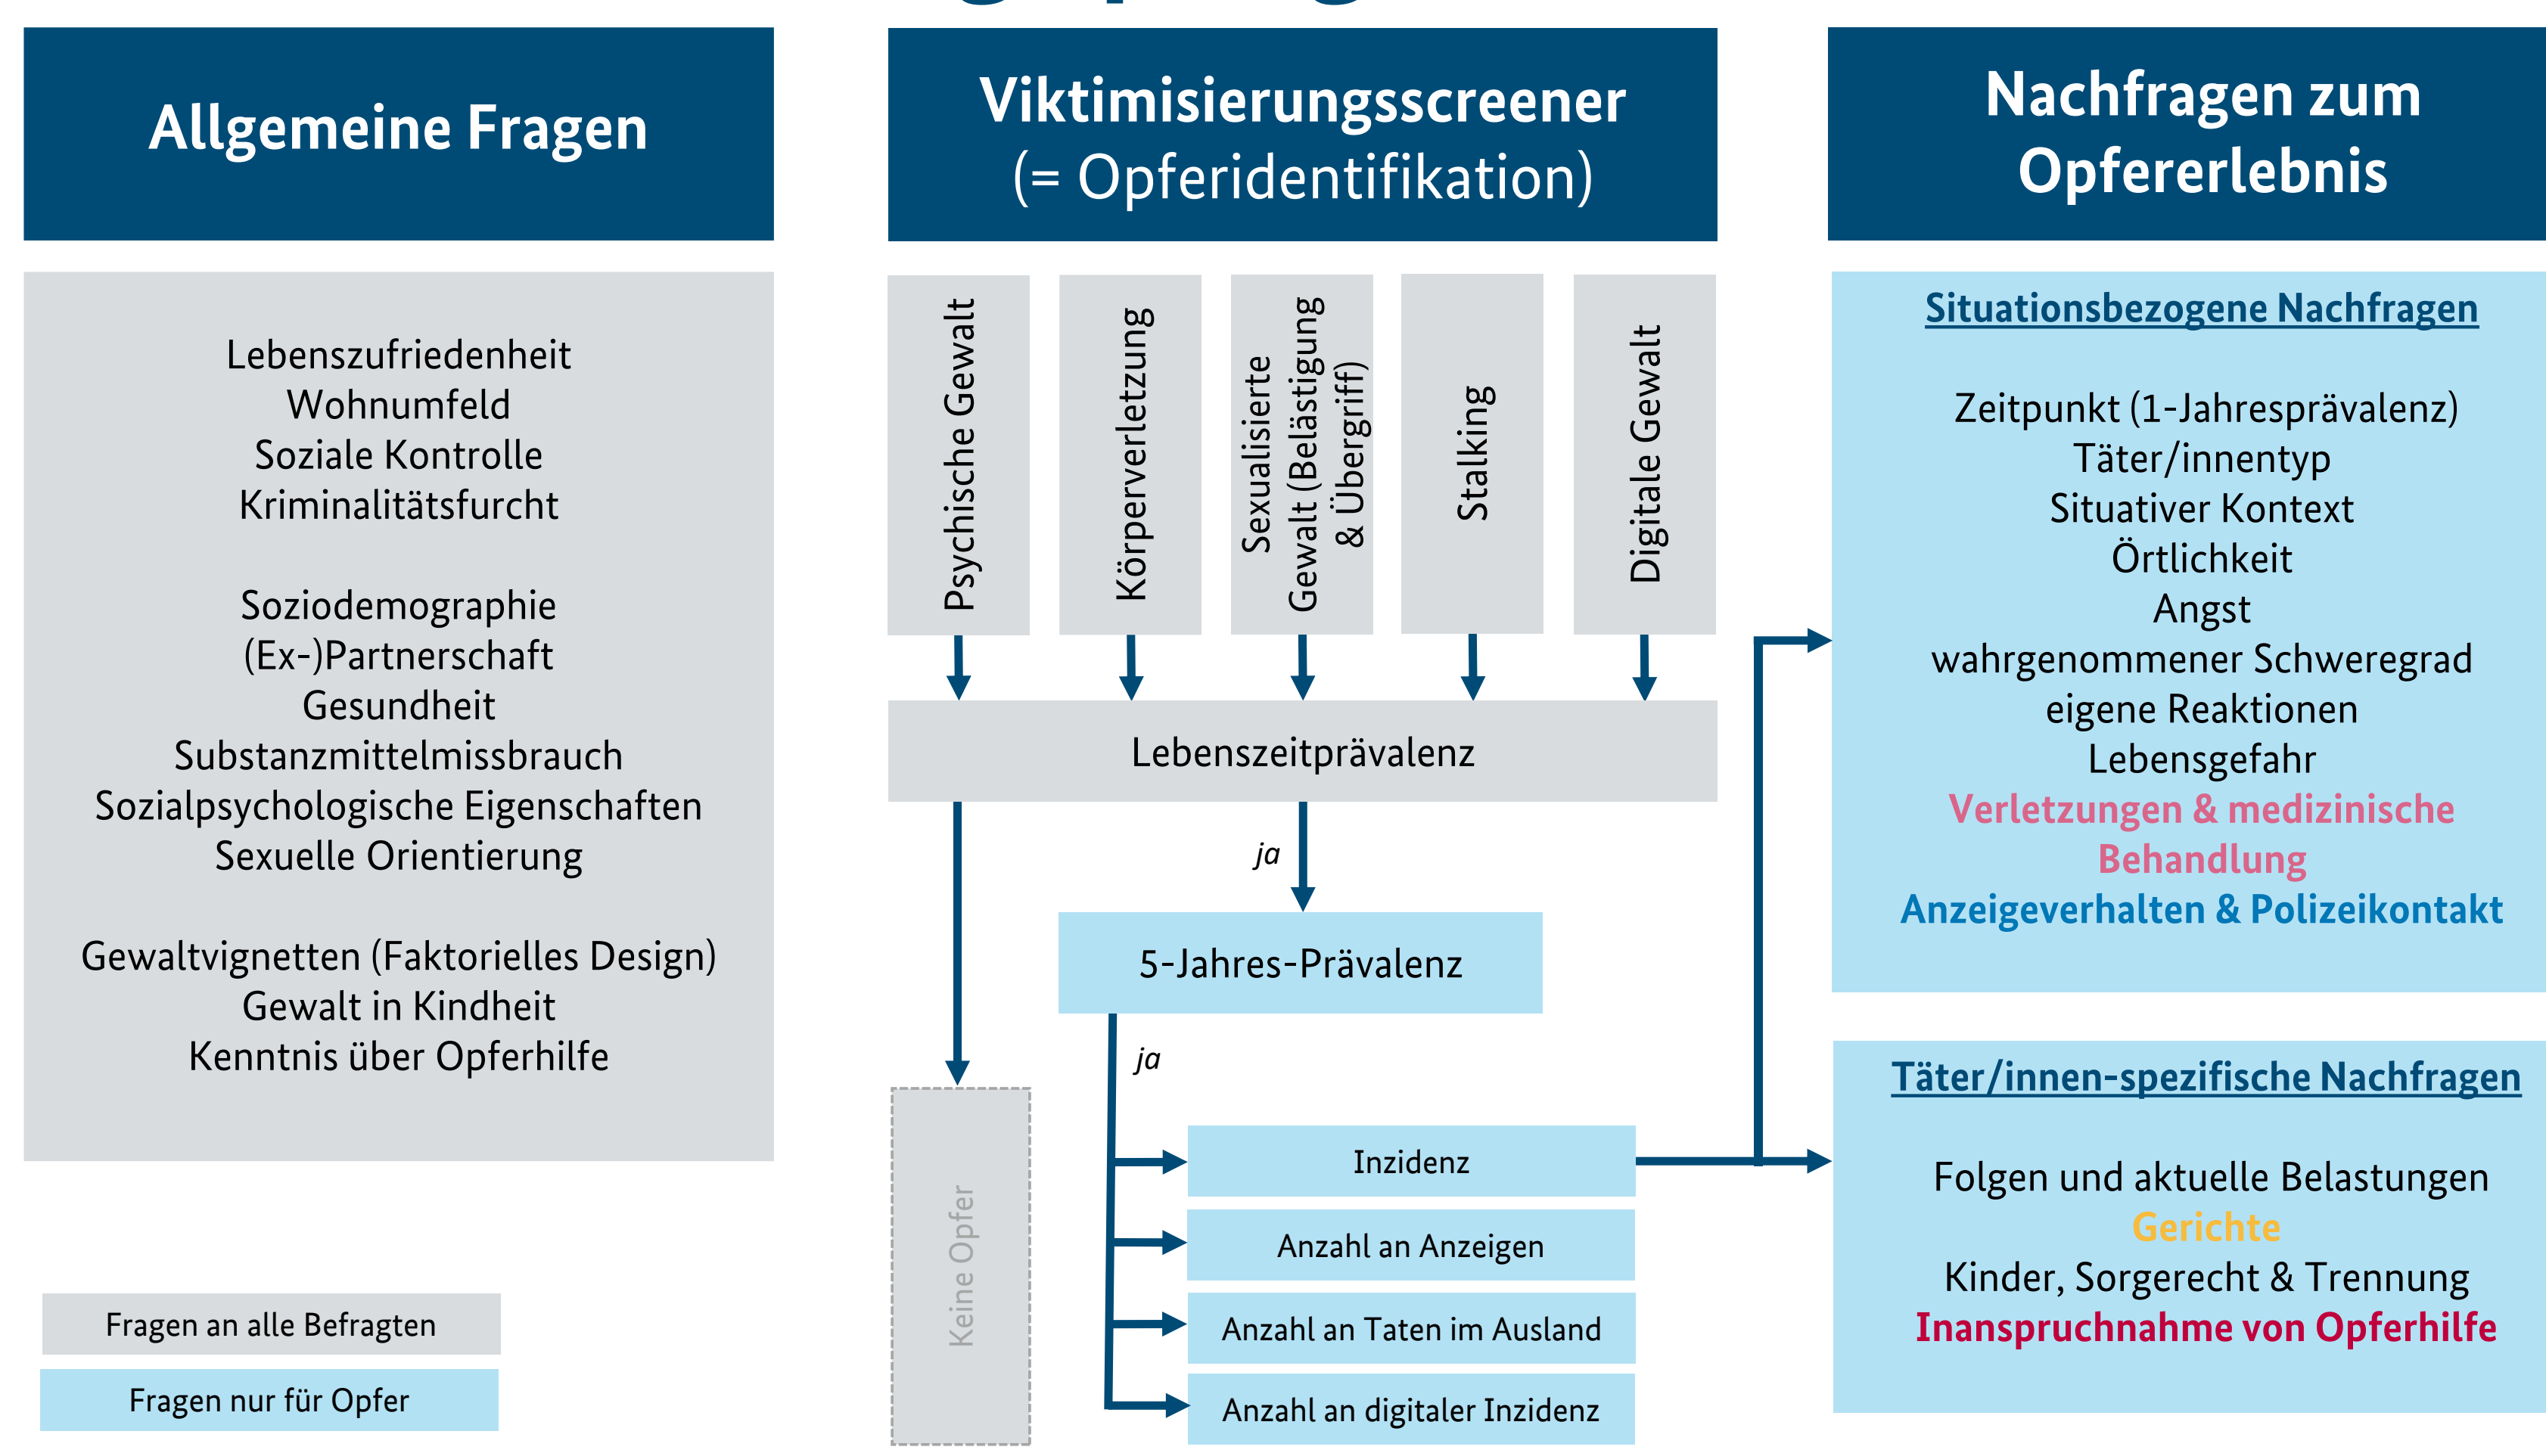 Allgemeine Fragen
Lebenszufriedenheit
Wohnumfeld
Soziale Kontrolle
Kriminalitätsfurcht
Soziodemographie
(Ex-)Partnerschaft
Gesundheit
Substanzmittelmissbrauch
Sozialpsychologische Eigenschaften
Sexuelle Orientierung
Gewaltvignetten (Faktorielles Design)
Gewalt in Kindheit
Kenntnis über Opferhilfe
Fragen an alle Befragten
Fragen nur für Opfer
Viktimisierungsscreener
(= Opferidentifikation)
Psychische Gewalt
Körperverletzung
Sexualisierte
Gewalt (Belästigung
& Übergriff)
Stalking
Digitale Gewalt
Lebenszeitprävalenz
ja
5-Jahres-Prävalenz
ja
Keine Opfer
Inzidenz
Anzahl an Anzeigen
Anzahl an Taten im Ausland
Anzahl an digitaler Inzidenz
Nachfragen zum
Opfererlebnis
Situationsbezogene Nachfragen
Zeitpunkt (1-Jahresprävalenz)
Täter/innentyp
Situativer Kontext
Örtlichkeit
Angst
wahrgenommener Schweregrad
eigene Reaktionen
Lebensgefahr
Verletzungen & medizinische
Behandlung
Anzeigeverhalten & Polizeikontakt
Täter/innen-spezifische Nachfragen
Folgen und aktuelle Belastungen
Gerichte
Kinder, Sorgerecht & Trennung
Inanspruchnahme von Opferhilfe